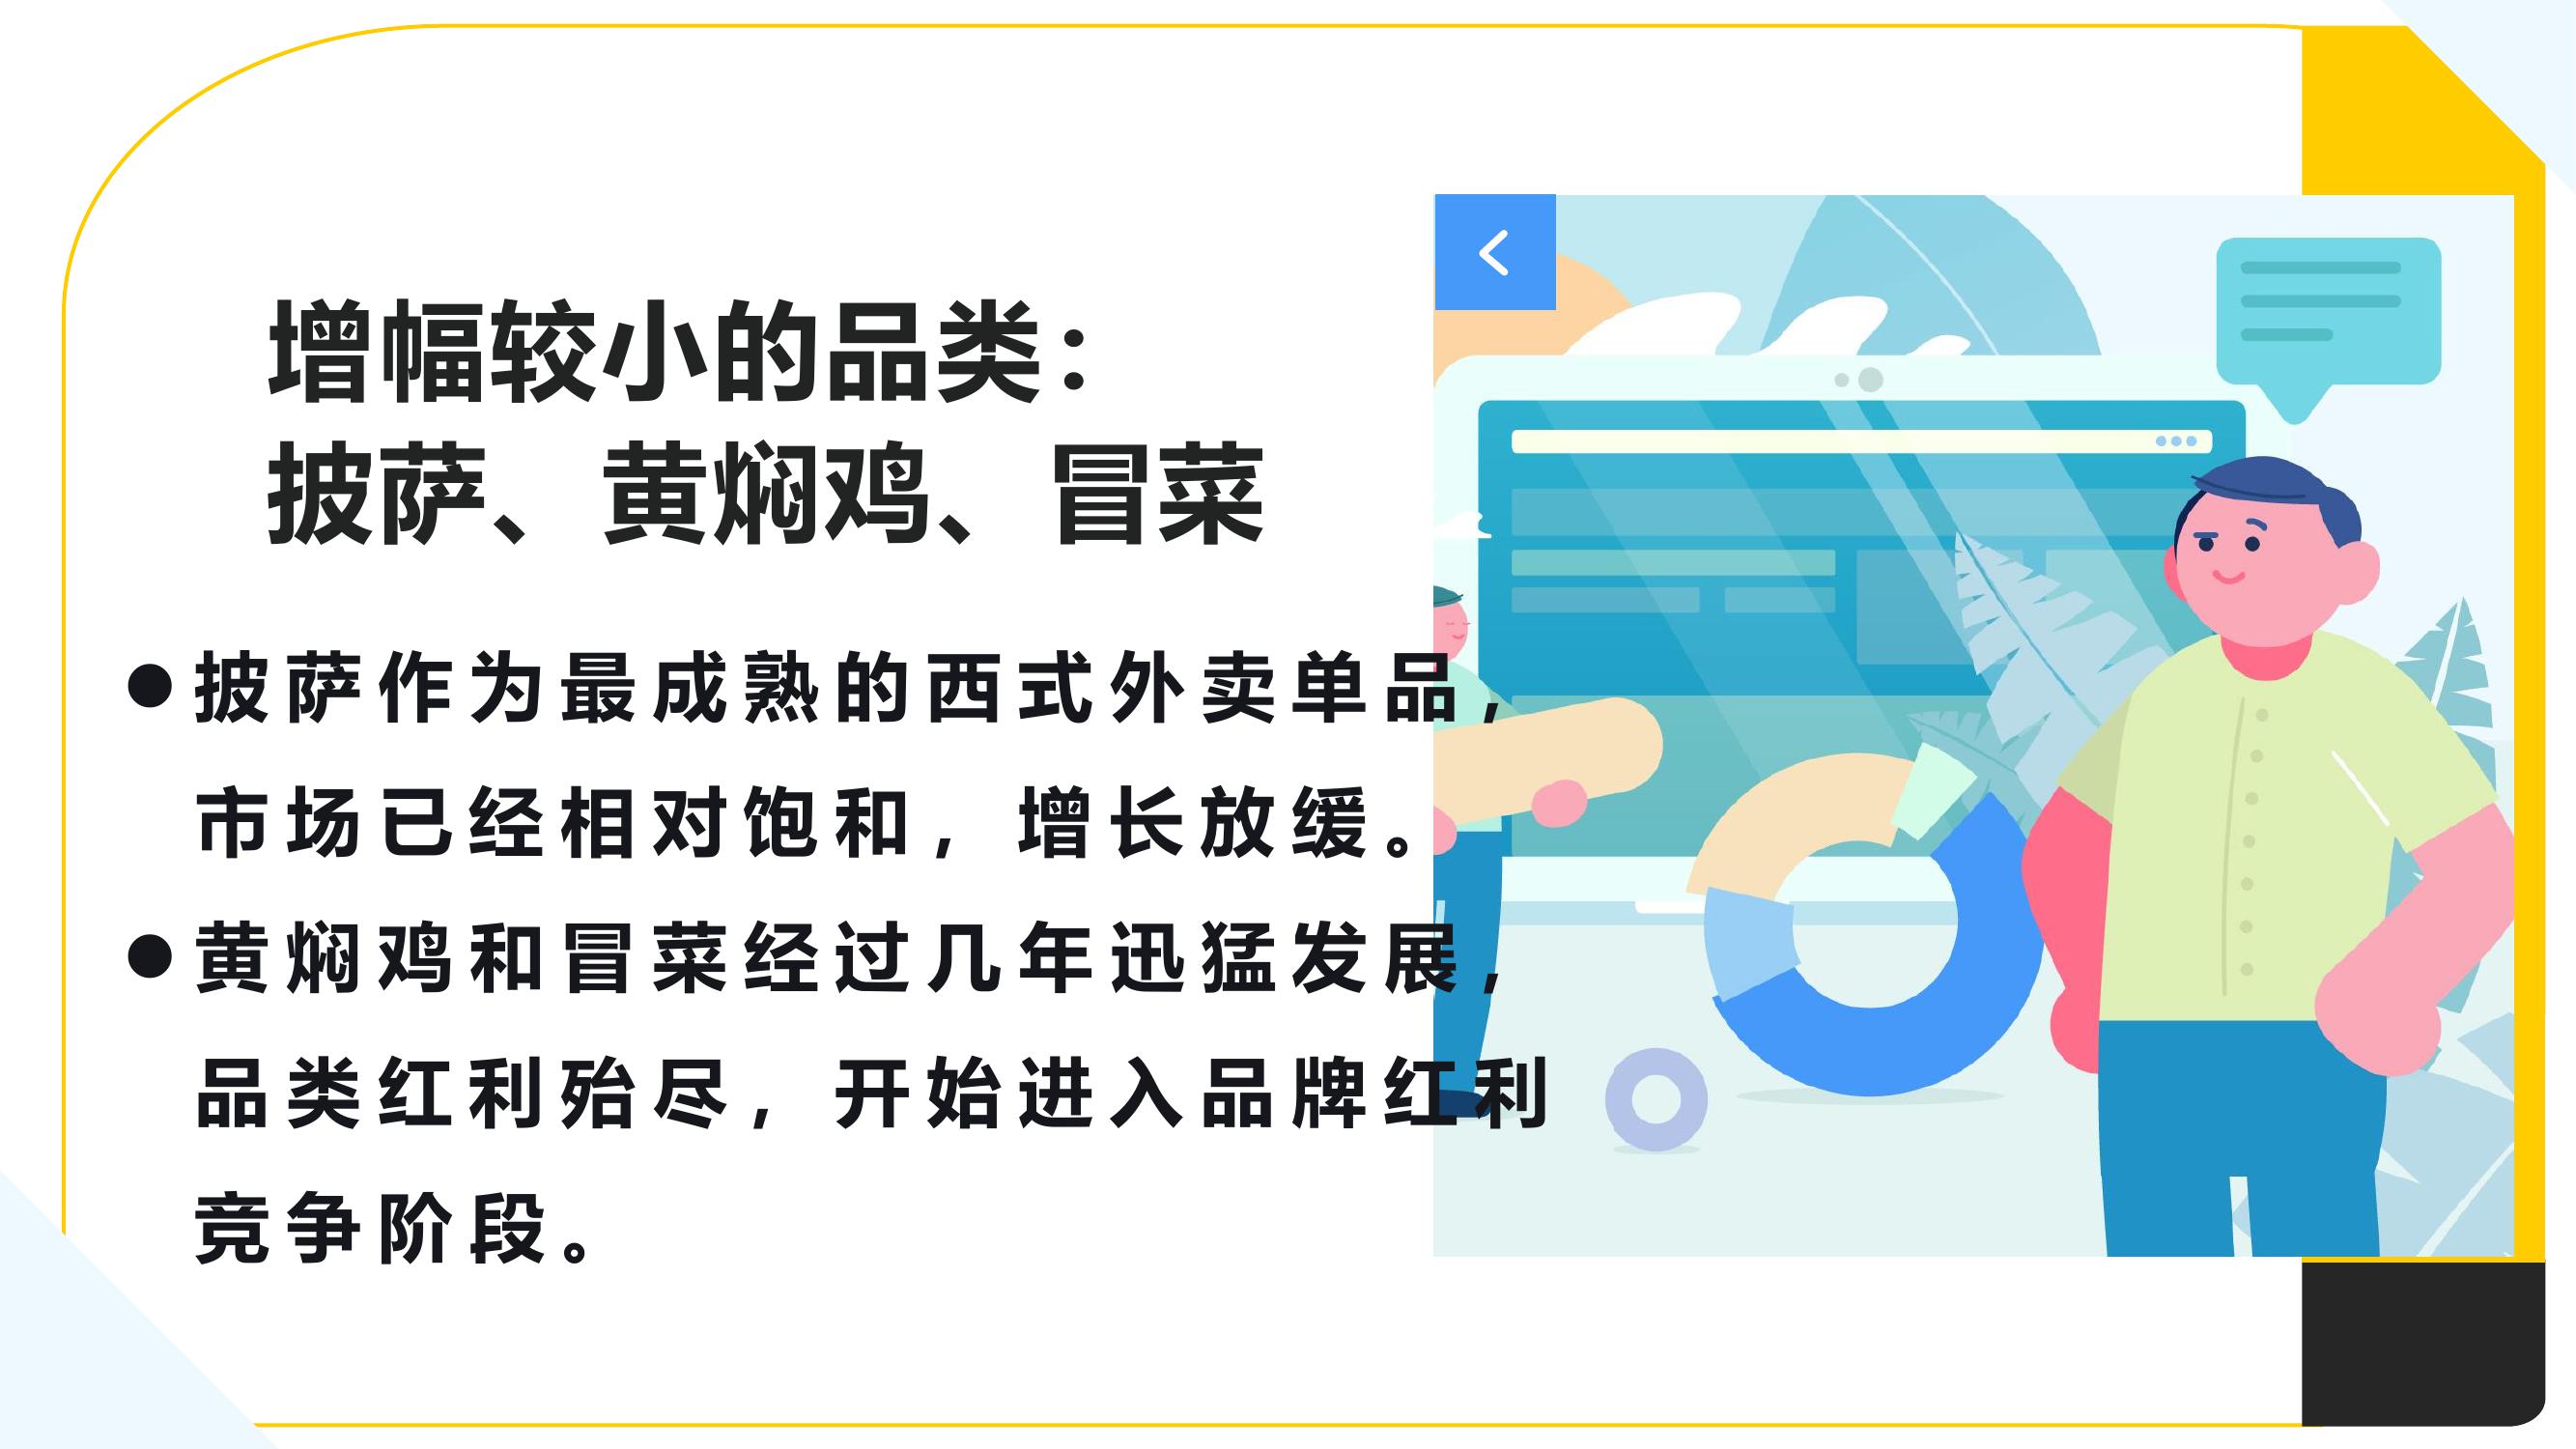 增幅较小的品类：
披萨、黄焖鸡、冒菜
●披萨作为最成熟的西式外卖单品，
市场已经相对饱和，增长放缓。
●黄焖鸡和冒菜经过几年迅猛发展，
品类红利殆尽，开始进入品牌红利
竞争阶段。